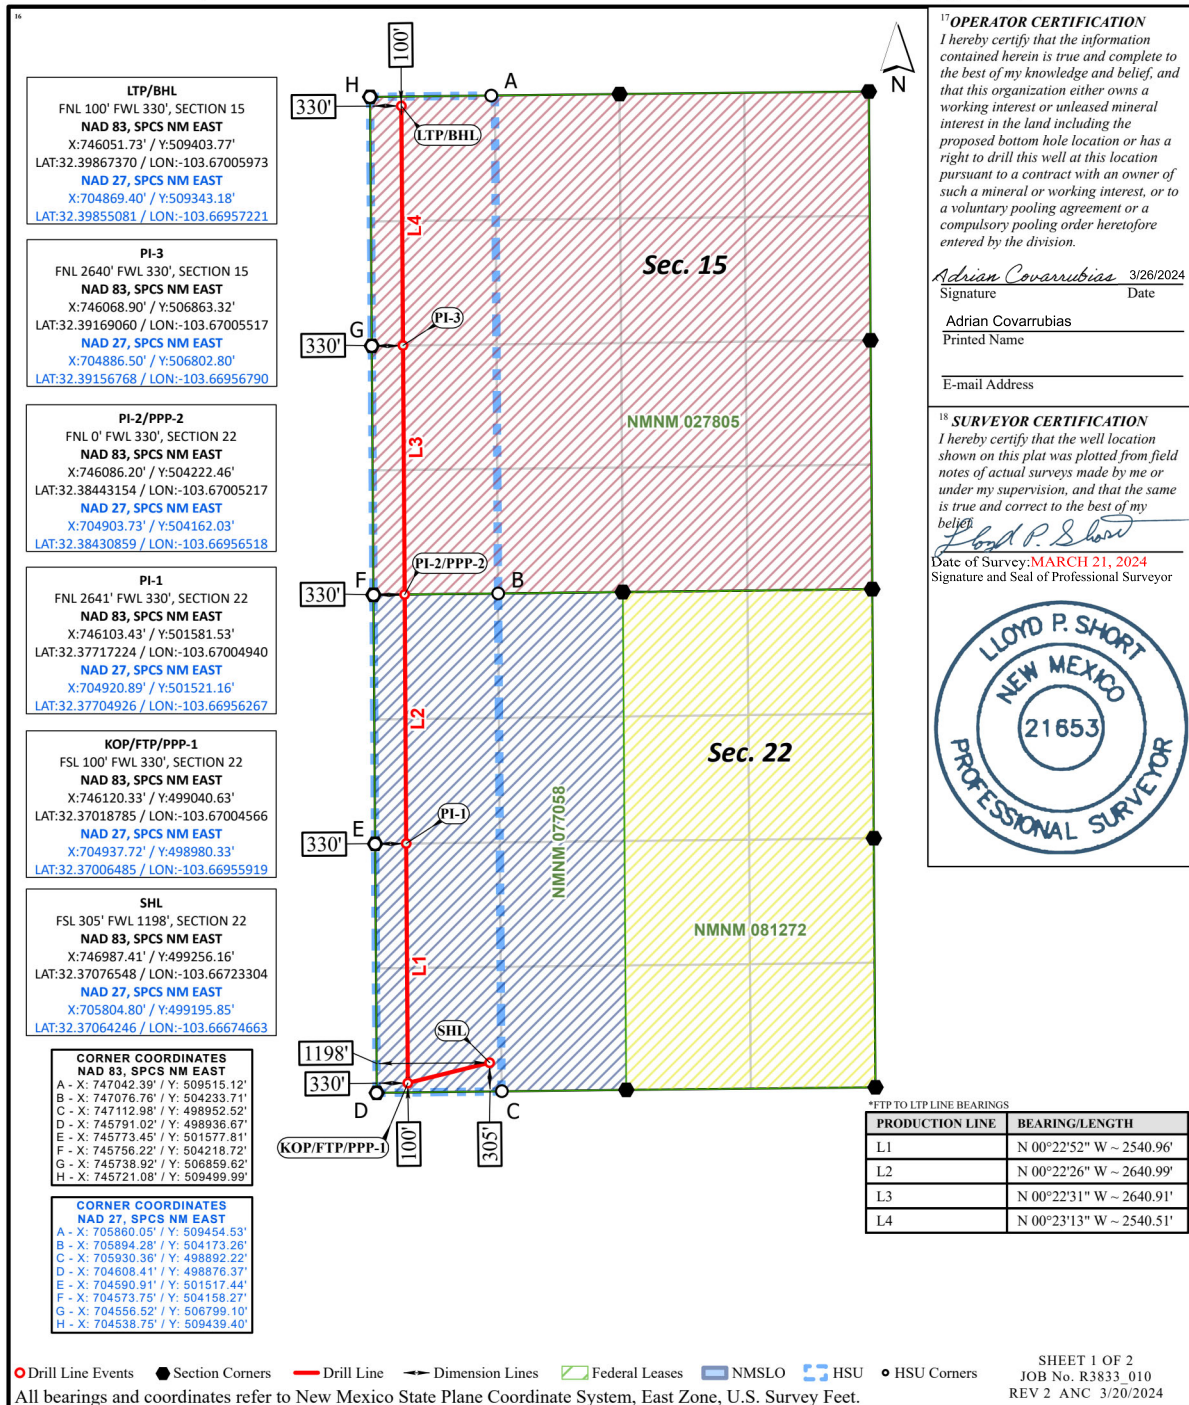 16
LTP/BHL
FNL 100' FWL 330', SECTION 15
NAD 83, SPCS NM EAST
X:746051.73' / Y:509403.77'
LAT:32.39867370 / LON:-103.67005973
NAD 27, SPCS NM EAST
X:704869.40' / Y:509343.18'
LAT:32.39855081 / LON:-103.66957221
PI-3
FNL 2640' FWL 330', SECTION 15
NAD 83, SPCS NM EAST
X:746068.90' / Y:506863.32'
LAT:32.39169060 / LON:-103.67005517
NAD 27, SPCS NM EAST
X:704886.50' / Y:506802.80'
LAT:32.39156768 / LON:-103.66956790
PI-2/PPP-2
FNL 0' FWL 330', SECTION 22
NAD 83, SPCS NM EAST
X:746086.20' / Y:504222.46'
LAT:32.38443154 / LON:-103.67005217
NAD 27, SPCS NM EAST
X:704903.73' / Y:504162.03'
LAT:32.38430859 / LON:-103.66956518
PI-1
FNL 2641' FWL 330', SECTION 22
NAD 83, SPCS NM EAST
X:746103.43' / Y:501581.53'
LAT:32.37717224 / LON:-103.67004940
NAD 27, SPCS NM EAST
X:704920.89' / Y:501521.16'
LAT:32.37704926 / LON:-103.66956267
KOP/FTP/PPP-1
FSL 100' FWL 330', SECTION 22
NAD 83, SPCS NM EAST
X:746120.33' / Y:499040.63'
LAT:32.37018785 / LON:-103.67004566
NAD 27, SPCS NM EAST
X:704937.72' / Y:498980.33'
LAT:32.37006485 / LON:-103.66955919
SHL
FSL 305' FWL 1198', SECTION 22
NAD 83, SPCS NM EAST
X:746987.41' / Y:499256.16'
LAT:32.37076548 / LON:-103.66723304
NAD 27, SPCS NM EAST
X:705804.80' / Y:499195.85'
LAT:32.37064246 / LON:-103.66674663
CORNER COORDINATES
NAD 83, SPCS NM EAST
A - X: 747042.39' / Y: 509515.12'
B - X: 747076.76' / Y: 504233.71'
C - X: 747112.98' / Y: 498952.52'
D - X: 745791.02' / Y: 498936.67'
E - X: 745773.45' / Y: 501577.81'
F - X: 745756.22' / Y: 504218.72'
G - X: 745738.92' / Y: 506859.62'
H - X: 745721.08' / Y: 509499.99'
CORNER COORDINATES
NAD 27, SPCS NM EAST
A - X: 705860.05' / Y: 509454.53'
B - X: 705894.28' / Y: 504173.26'
C - X: 705930.36' / Y: 498892.22'
D - X: 704608.41' / Y: 498876.37'
E - X: 704590.91' / Y: 501517.44'
F - X: 704573.75' / Y: 504158.27'
G - X: 704556.52' / Y: 506799.10'
H - X: 704538.75' / Y: 509439.40'
100'
N
H
A
330'
LTP/BHL
L4
Sec. 15
G
330'
PI-3
L3
NMNM 027805
PI-2/PPP-2
F
330'
B
L2
Sec. 22
NMNM 077058
E
330'
PI-1
NMNM 081272
L1
SHL
1198'
330'
D
C
KOP/FTP/PPP-1
100'
305'
17 OPERATOR CERTIFICATION
I hereby certify that the information
contained herein is true and complete to
the best of my knowledge and belief, and
that this organization either owns a
working interest or unleased mineral
interest in the land including the
proposed bottom hole location or has a
right to drill this well at this location
pursuant to a contract with an owner of
such a mineral or working interest, or to
a voluntary pooling agreement or a
compulsory pooling order heretofore
entered by the division.
Adrian Covarrubias 3/26/2024
Signature Date
Adrian Covarrubias
Printed Name
E-mail Address
18 SURVEYOR CERTIFICATION
I hereby certify that the well location
shown on this plat was plotted from field
notes of actual surveys made by me or
under my supervision, and that the same
is true and correct to the best of my
belief.
Lloyd P. Short
Date of Survey:MARCH 21, 2024
Signature and Seal of Professional Surveyor
LLOYD P. SHORT
NEW MEXICO
21653
PROFESSIONAL SURVEYOR
*FTP TO LTP LINE BEARINGS
PRODUCTION LINE BEARING/LENGTH
L1 N 00°22'52" W ~ 2540.96'
L2 N 00°22'26" W ~ 2640.99'
L3 N 00°22'31" W ~ 2640.91'
L4 N 00°23'13" W ~ 2540.51'
Drill Line Events Section Corners Drill Line Dimension Lines Federal Leases NMSLO HSU HSU Corners
All bearings and coordinates refer to New Mexico State Plane Coordinate System, East Zone, U.S. Survey Feet.
SHEET 1 OF 2
JOB No. R3833_010
REV 2 ANC 3/20/2024